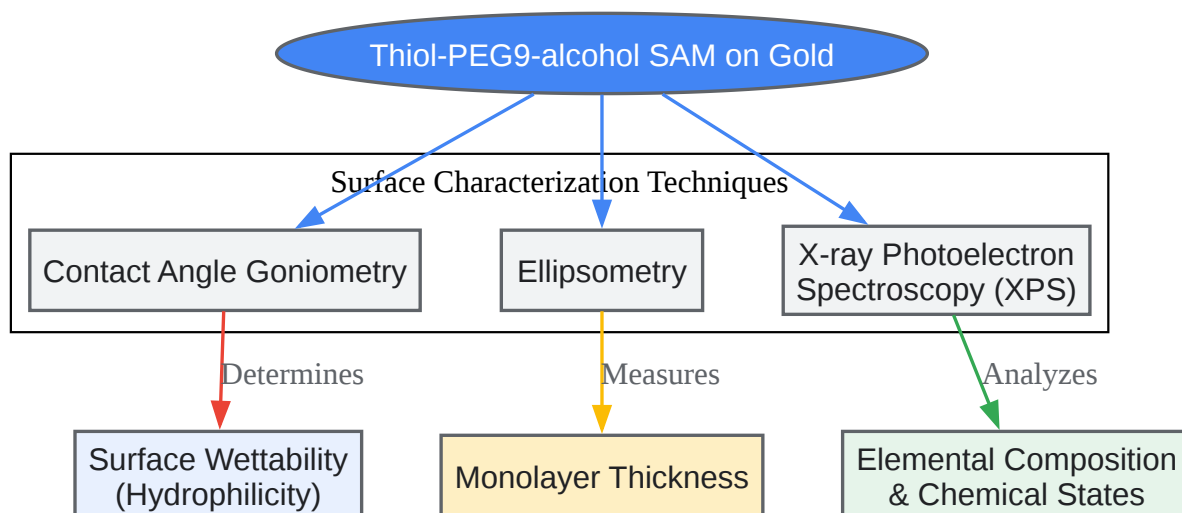 Thiol-PEG9-alcohol SAM on Gold
Surface Characterization Techniques
Contact Angle Goniometry
Ellipsometry
X-ray Photoelectron
Spectroscopy (XPS)
Determines
Measures
Analyzes
Surface Wettability
(Hydrophilicity)
Monolayer Thickness
Elemental Composition
& Chemical States